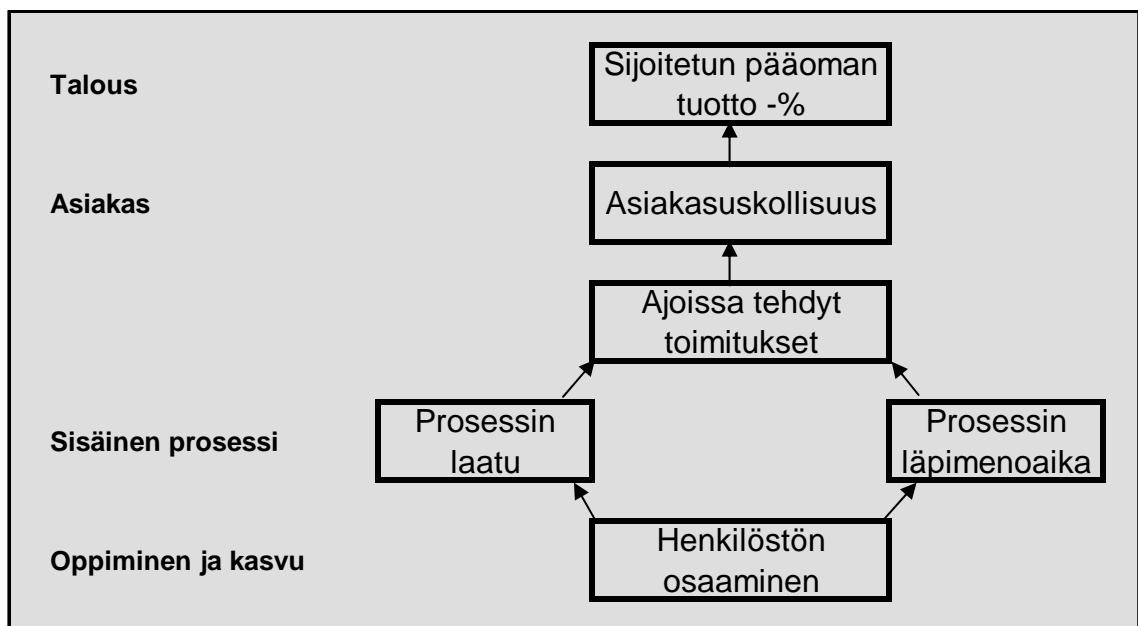 Talous
Sijoitetun pääoman
tuotto -%
Asiakas
Asiakasuskollisuus
Ajoissa tehdyt
toimitukset
Sisäinen prosessi
Prosessin
laatu
Prosessin
läpimenoaika
Oppiminen ja kasvu
Henkilöstön
osaaminen